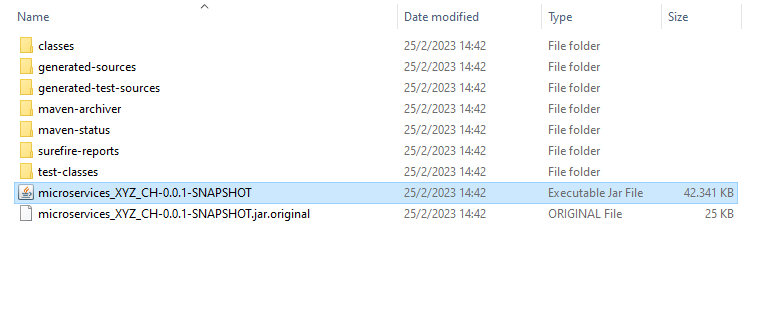 Name Date modified Type Size
classes 25/2/2023 14:42 File folder
generated-sources 25/2/2023 14:42 File folder
generated-test-sources 25/2/2023 14:42 File folder
maven-archiver 25/2/2023 14:42 File folder
maven-status 25/2/2023 14:42 File folder
surefire-reports 25/2/2023 14:42 File folder
test-classes 25/2/2023 14:42 File folder
microservices_XYZ_CH-0.0.1-SNAPSHOT 25/2/2023 14:42 Executable Jar File 42.341 KB
microservices_XYZ_CH-0.0.1-SNAPSHOT.jar.original 25/2/2023 14:42 ORIGINAL File 25 KB